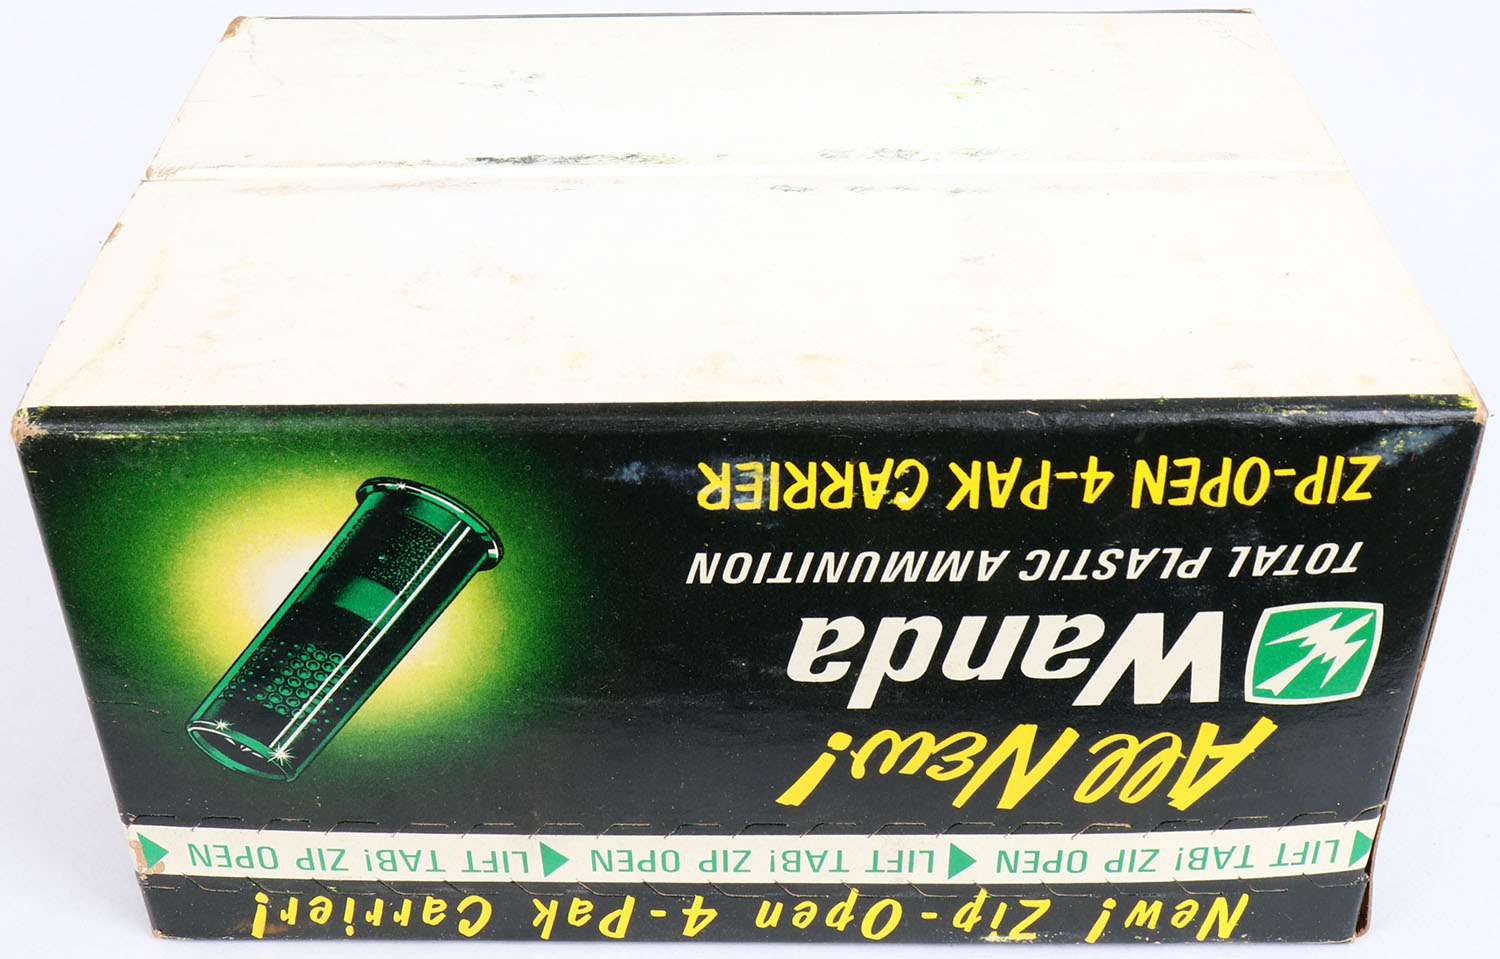 New! Zip-Open 4-Pak Carrier!
LIFT TAB! ZIP OPEN LIFT TAB! ZIP OPEN LIFT TAB! ZIP OPEN
All New!
Wanda
TOTAL PLASTIC AMMUNITION
ZIP-OPEN 4-PAK CARRIER